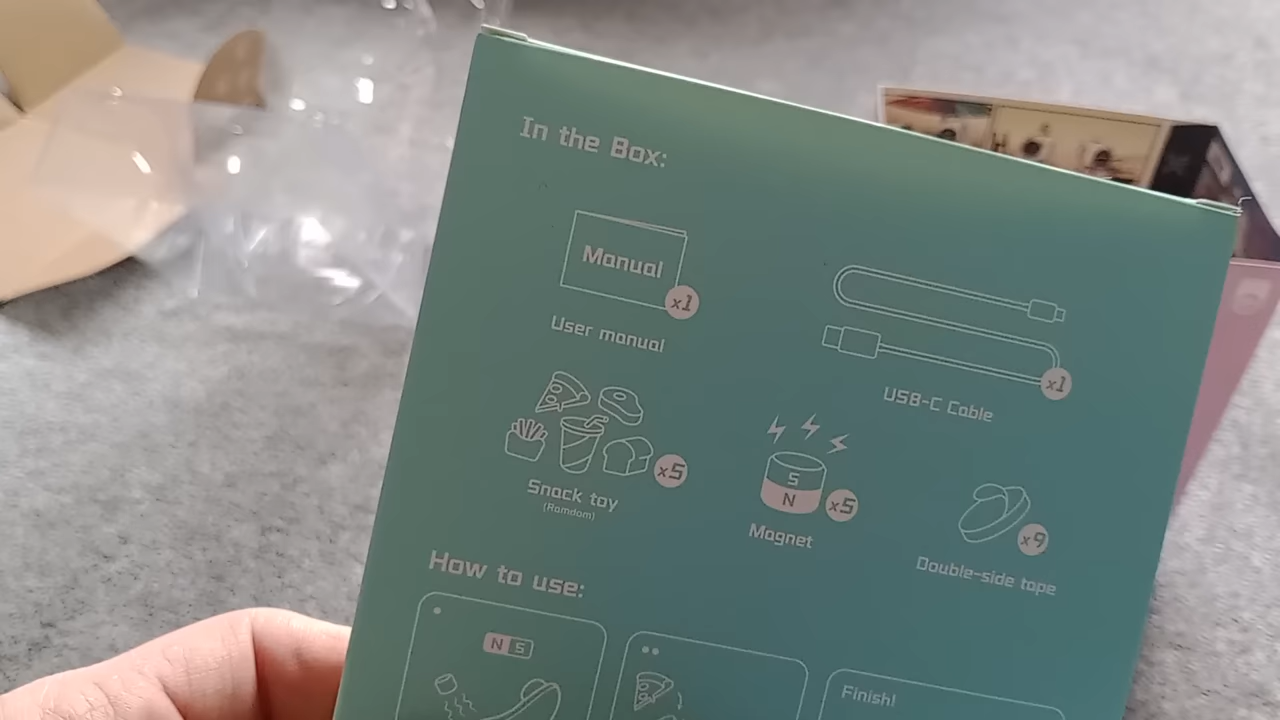 In the Box:
Manual
x1
User manual
x1
USB-C Cable
x5
Snack toy
(Ramdom)
S
N
x5
Magnet
x9
Double-side tape
How to use:
N S
Finish!